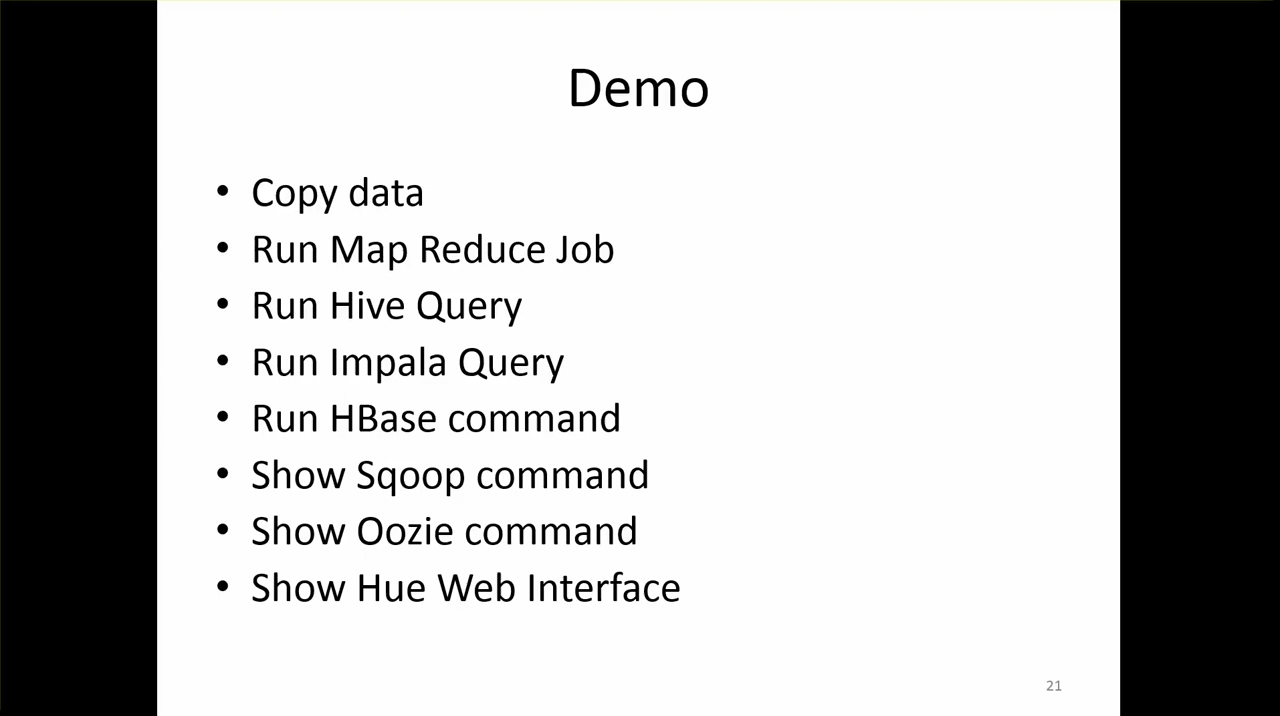 Demo
• Copy data
• Run Map Reduce Job
• Run Hive Query
• Run Impala Query
• Run HBase command
• Show Sqoop command
• Show Oozie command
• Show Hue Web Interface
21